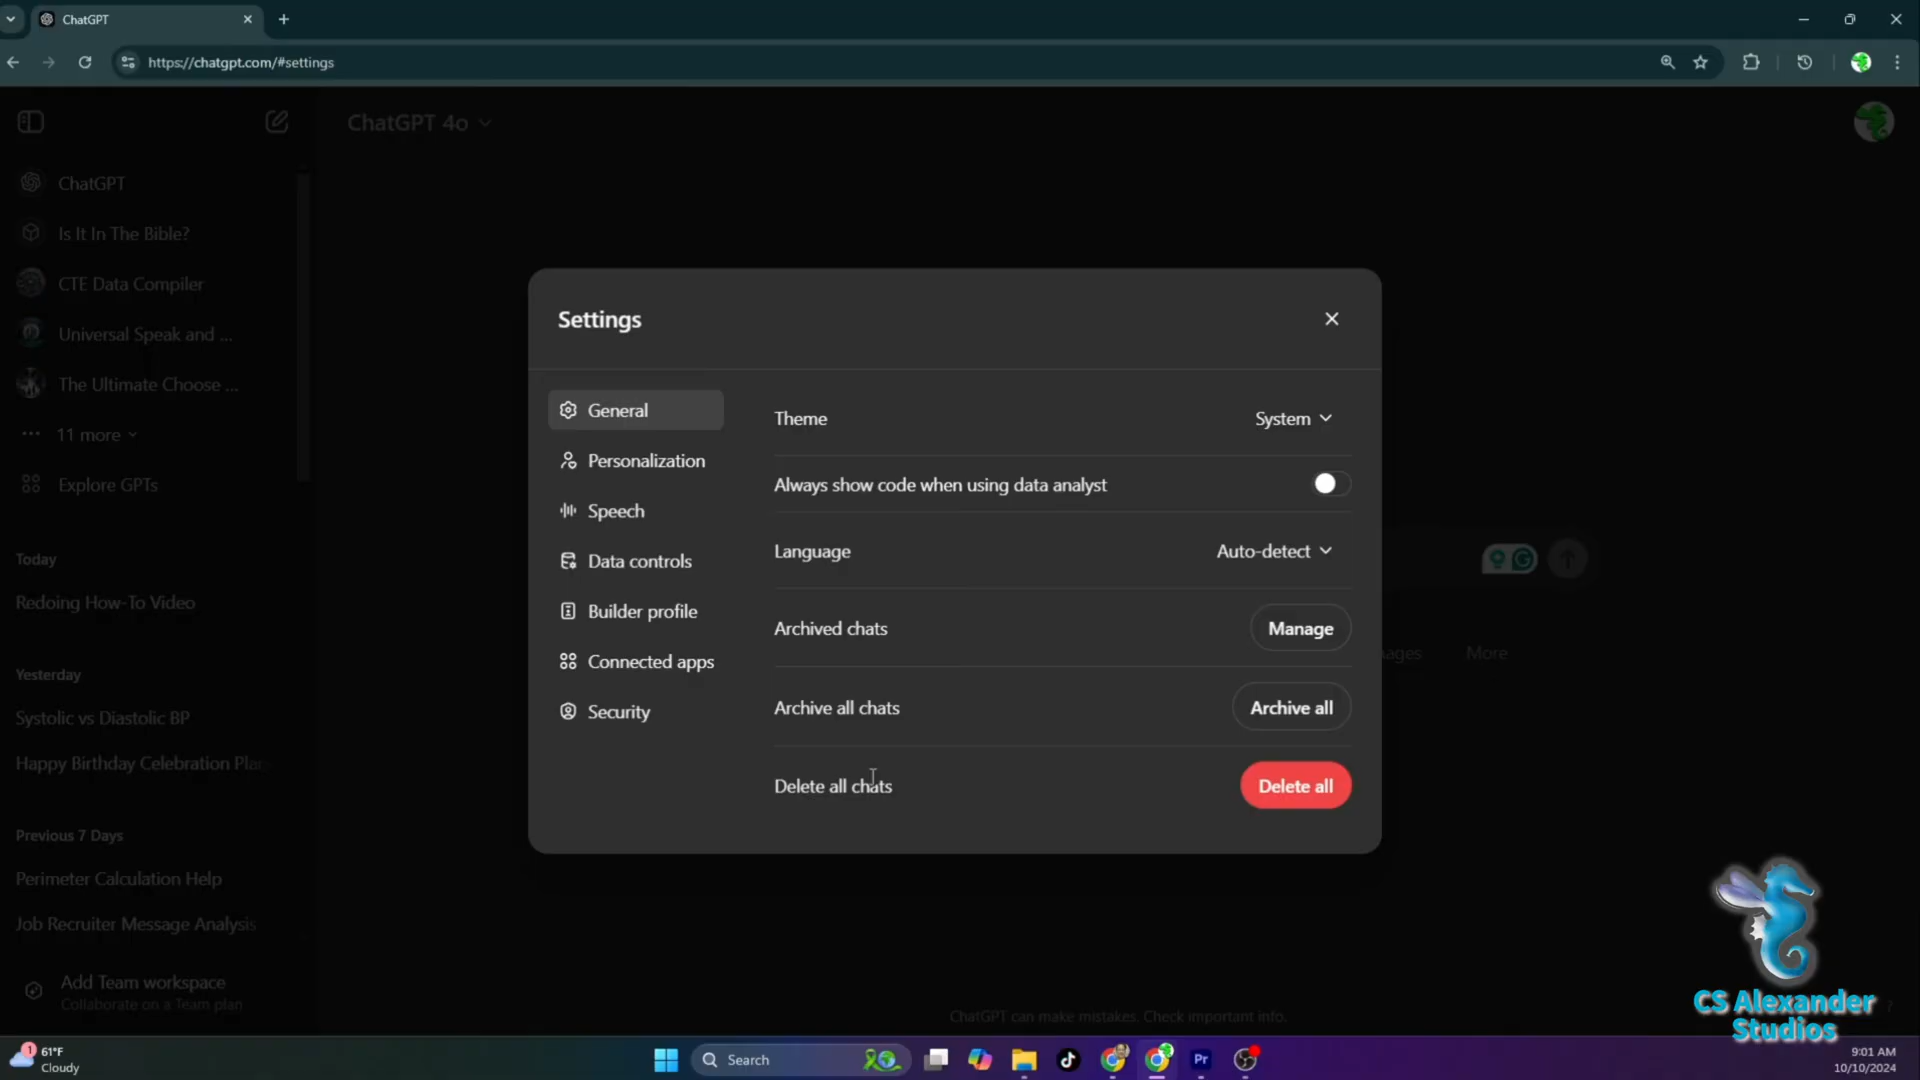 ChatGPT
https://chatgpt.com/#settings
ChatGPT 4o
ChatGPT
Is It In The Bible?
CTE Data Compiler
Universal Speak and ...
The Ultimate Choose ...
11 more
Explore GPTs
Today
Redoing How-To Video
Yesterday
Systolic vs Diastolic BP
Happy Birthday Celebration Pla
Previous 7 Days
Perimeter Calculation Help
Job Recruiter Message Analysis
Add Team workspace
Collaborate on a Team plan
Settings
General
Personalization
Speech
Data controls
Builder profile
Connected apps
Security
Theme
System
Always show code when using data analyst
Language
Auto-detect
Archived chats
Manage
Archive all chats
Archive all
Delete all chats
Delete all
More
ChatGPT can make mistakes. Check important info.
CS Alexander
Studios
1
61°F
Cloudy
Search
Pr
9:01 AM
10/10/2024